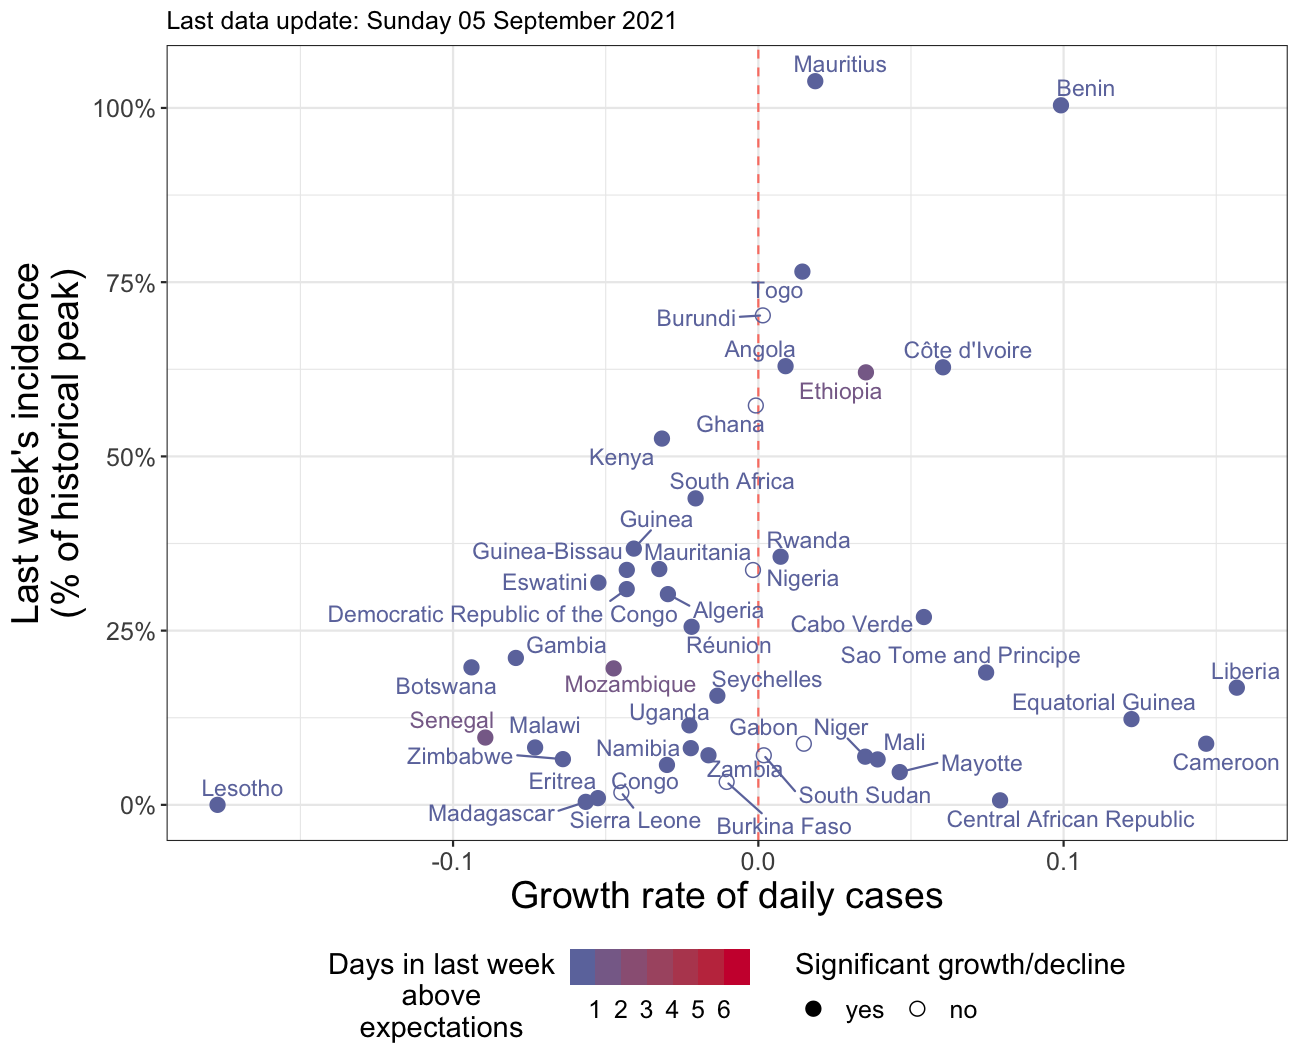 Last data update: Sunday 05 September 2021
Last week's incidence
(% of historical peak)
100%
75%
50%
25%
0%
Mauritius
Benin
Togo
Burundi
Angola
Côte d'Ivoire
Ethiopia
Ghana
Kenya
South Africa
Guinea
Rwanda
Guinea-Bissau
Mauritania
Nigeria
Eswatini
Algeria
Democratic Republic of the Congo
Cabo Verde
Gambia
Réunion
Sao Tome and Principe
Liberia
Botswana
Mozambique
Seychelles
Equatorial Guinea
Senegal
Malawi
Uganda
Gabon
Niger
Mali
Zimbabwe
Namibia
Zambia
Mayotte
Cameroon
Lesotho
Eritrea
Congo
South Sudan
Madagascar
Sierra Leone
Burkina Faso
Central African Republic
-0.1
0.0
0.1
Growth rate of daily cases
Days in last week
above
expectations
1 2 3 4 5 6
Significant growth/decline
yes
no